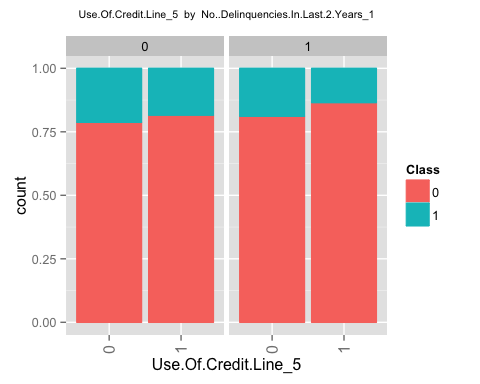 Use.Of.Credit.Line_5 by No..Delinquencies.In.Last.2.Years_1
0 1
1.00
0.75
0.50
0.25
0.00
count
0 1 0 1
Use.Of.Credit.Line_5
Class
0
1